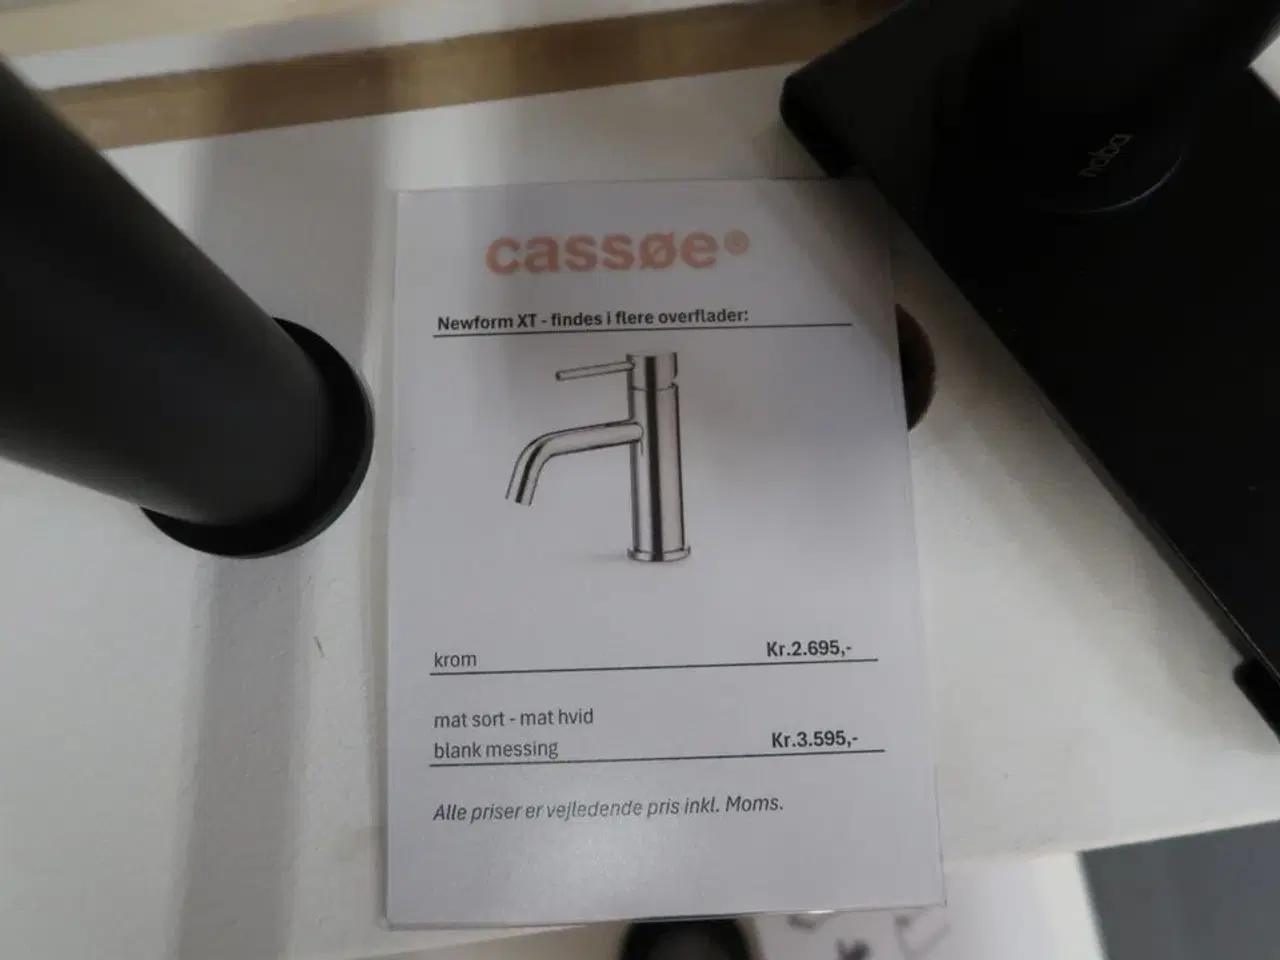 naba
cassøe®
Newform XT - findes i flere overflader:
krom Kr.2.695,-
mat sort - mat hvid
blank messing Kr.3.595,-
Alle priser er vejledende pris inkl. Moms.